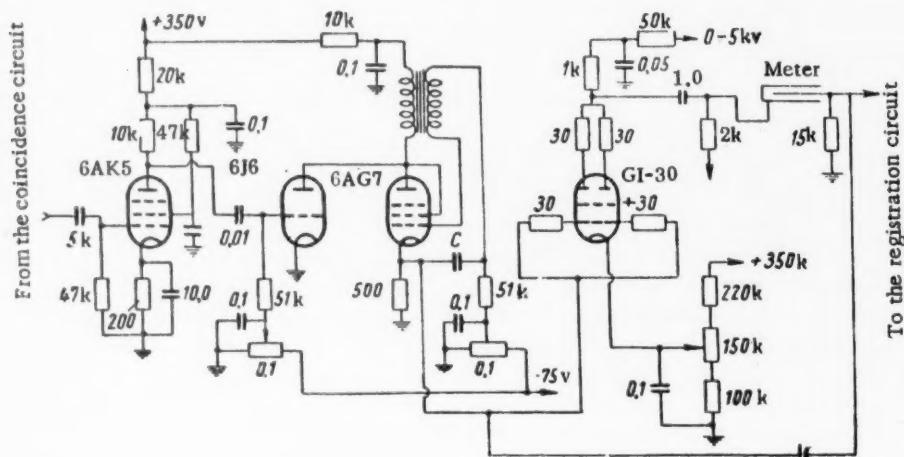 From the coincidence circuit
+350v
20k
10k
47k
0.1
6AK5
6J6
5k
0,01
47k
200
10,0
0.1
51k
0.1
10k
0.1
6AG7
C
500
51k
0.1
0.1
-75v
50k
0-5kv
1k
0,05
1,0
Meter
30
30
2k
15k
GI-30
30
+30
+350k
220k
150k
0,1
100k
To the registration circuit